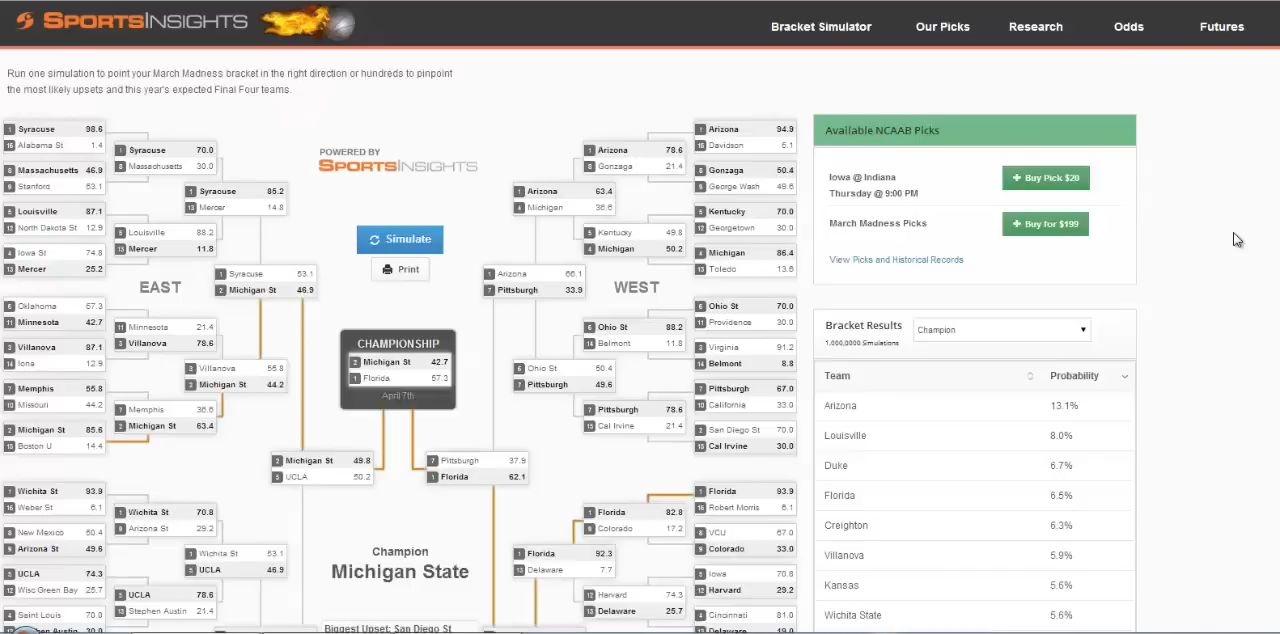 SPORTSINSIGHTS
Bracket Simulator Our Picks Research Odds Futures
Run one simulation to point your March Madness bracket in the right direction or hundreds to pinpoint
the most likely upsets and this year's expected Final Four teams.
1 Syracuse 98.6
16 Alabama St 1.4
8 Massachusetts 46.9
9 Stanford 53.1
5 Louisville 87.1
12 North Dakota St 12.9
4 Iowa St 74.8
13 Mercer 25.2
6 Oklahoma 57.3
11 Minnesota 42.7
3 Villanova 87.1
14 Iona 12.9
7 Memphis 55.8
10 Missouri 44.2
2 Michigan St 85.6
15 Boston U 14.4
1 Syracuse 70.0
8 Massachusetts 30.0
5 Louisville 88.2
13 Mercer 11.8
11 Minnesota 21.4
3 Villanova 78.6
7 Memphis 36.6
2 Michigan St 63.4
1 Syracuse 85.2
13 Mercer 14.8
3 Villanova 55.8
2 Michigan St 44.2
EAST
1 Syracuse 53.1
2 Michigan St 46.9
1 Wichita St 93.9
16 Weber St 6.1
8 New Mexico 50.4
9 Arizona St 49.6
5 UCLA 74.3
12 Wisc Green Bay 25.7
4 Saint Louis 70.0
Stephen Austin 30.0
1 Wichita St 70.8
9 Arizona St 29.2
5 UCLA 78.6
13 Stephen Austin 21.4
1 Wichita St 53.1
5 UCLA 46.9
POWERED BY
SPORTSINSIGHTS
Simulate
Print
CHAMPIONSHIP
2 Michigan St 42.7
1 Florida 57.3
April 7th
2 Michigan St 49.8
5 UCLA 50.2
7 Pittsburgh 37.9
1 Florida 62.1
Champion
Michigan State
Biggest Upset: San Diego St
WEST
1 Arizona 66.1
7 Pittsburgh 33.9
1 Arizona 63.4
4 Michigan 36.6
6 Ohio St 50.4
7 Pittsburgh 49.6
1 Arizona 78.6
8 Gonzaga 21.4
5 Kentucky 49.8
4 Michigan 50.2
6 Ohio St 88.2
14 Belmont 11.8
7 Pittsburgh 78.6
15 Cal Irvine 21.4
1 Arizona 94.9
16 Davidson 5.1
8 Gonzaga 50.4
9 George Wash 49.6
5 Kentucky 70.0
12 Georgetown 30.0
4 Michigan 86.4
13 Toledo 13.6
6 Ohio St 70.0
11 Providence 30.0
3 Virginia 91.2
14 Belmont 8.8
7 Pittsburgh 67.0
10 California 33.0
2 San Diego St 70.0
15 Cal Irvine 30.0
1 Florida 92.3
13 Delaware 7.7
1 Florida 82.8
9 Colorado 17.2
12 Harvard 74.3
13 Delaware 25.7
1 Florida 93.9
16 Robert Morris 6.1
8 VCU 67.0
9 Colorado 33.0
5 Iowa 70.8
12 Harvard 29.2
4 Cincinnati 81.0
Delaware 19.0
Available NCAAB Picks
Iowa @ Indiana
Thursday @ 9:00 PM
+ Buy Pick $20
March Madness Picks
+ Buy for $199
View Picks and Historical Records
Bracket Results Champion
1,000,0000 Simulations
Team Probability
Arizona 13.1%
Louisville 8.0%
Duke 6.7%
Florida 6.5%
Creighton 6.3%
Villanova 5.9%
Kansas 5.6%
Wichita State 5.6%